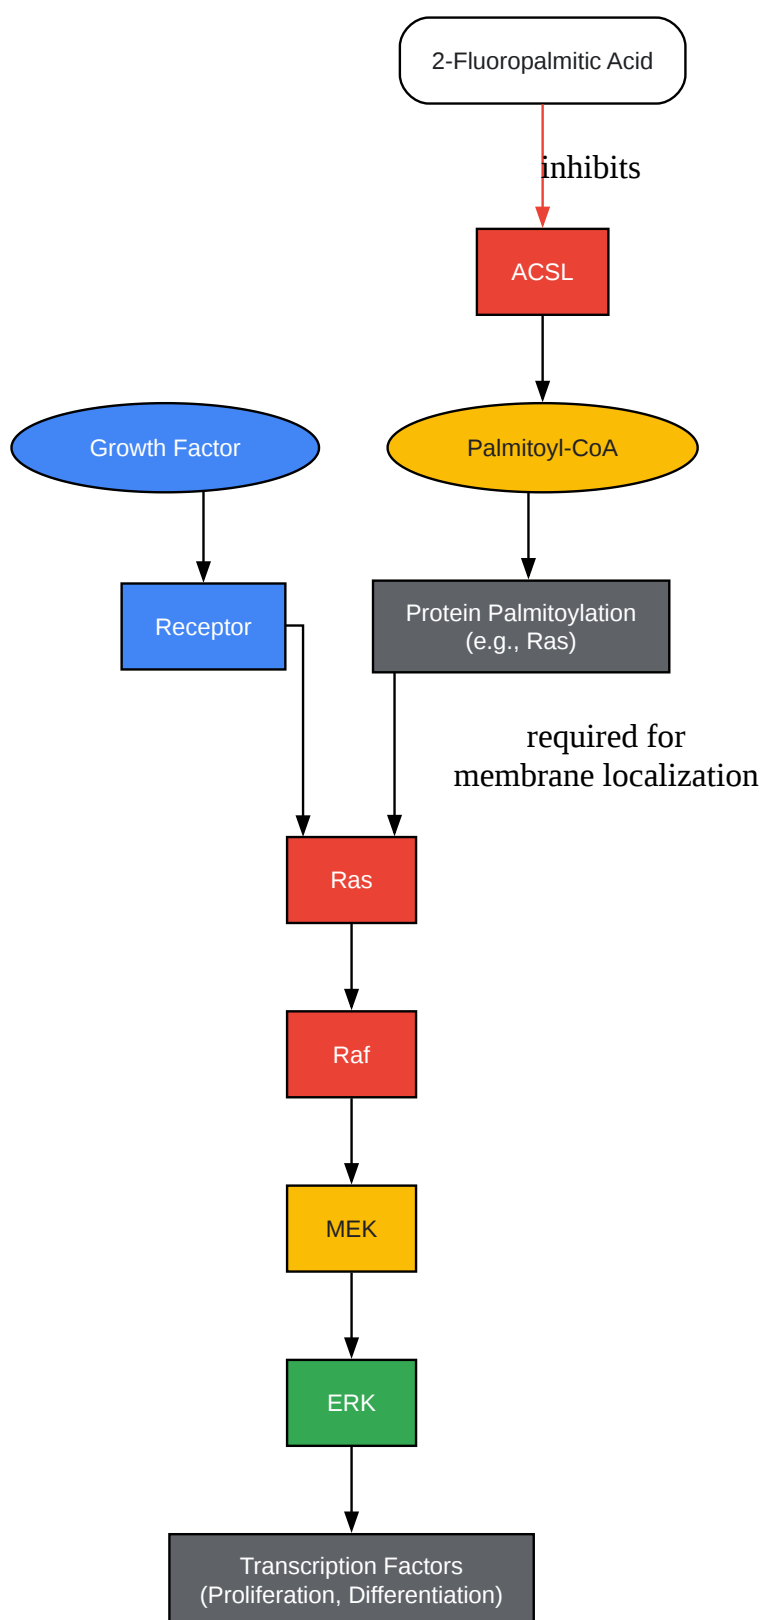 2-Fluoropalmitic Acid
inhibits
ACSL
Growth Factor
Palmitoyl-CoA
Receptor
Protein Palmitoylation
(e.g., Ras)
required for
membrane localization
Ras
Raf
MEK
ERK
Transcription Factors
(Proliferation, Differentiation)